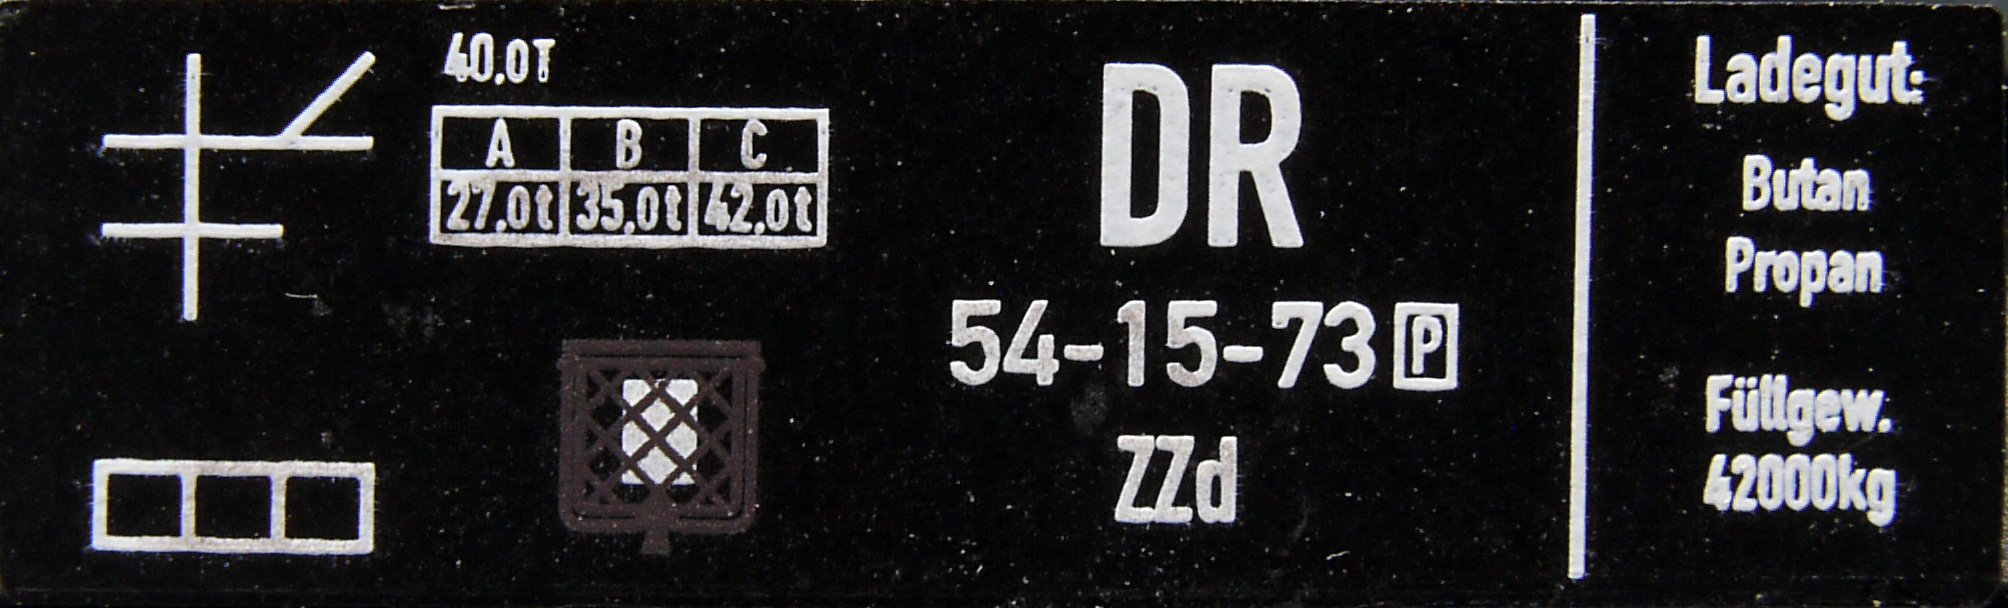 40.0T
A B C
27.0t 35.0t 42.0t
DR
54-15-73 P
ZZd
Ladegut:
Butan
Propan
Füllgew.
42000kg